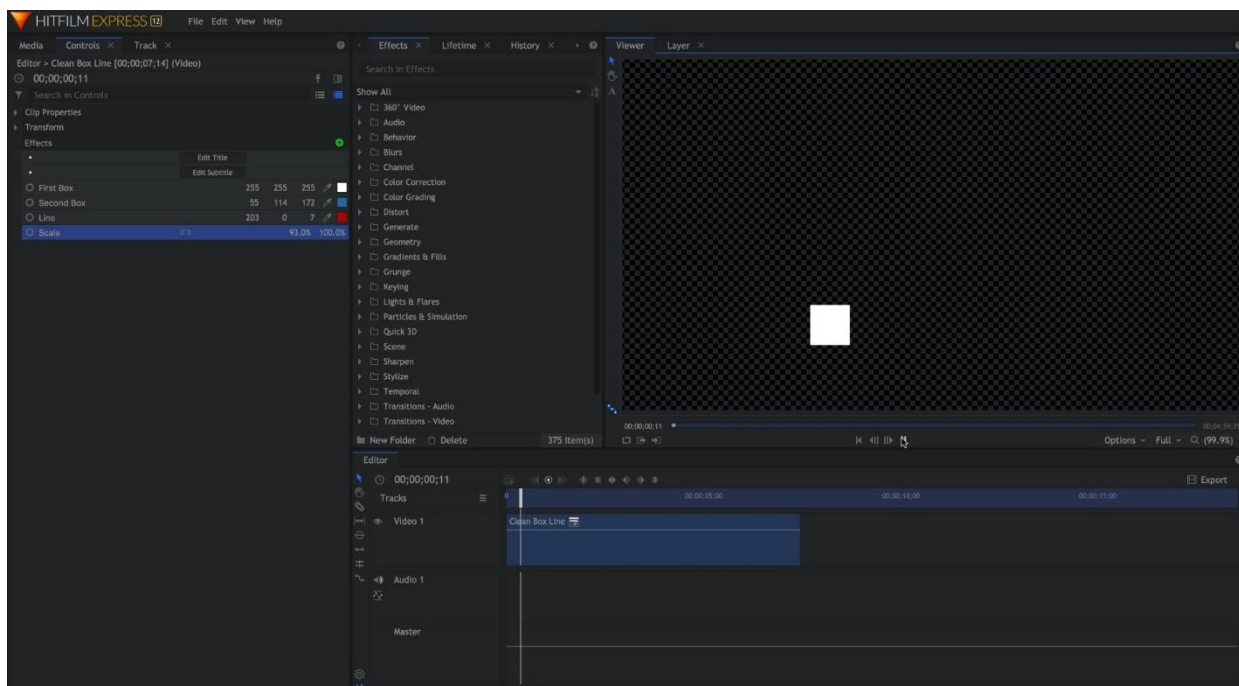 HITFILM EXPRESS 12 File Edit View Help
Media Controls Track
Editor > Clean Box Line [00;00;07;14] (Video)
00;00;00;11
Search in Controls
Clip Properties
Transform
Effects
Edit Title
Edit Subtitle
First Box 255 255 255
Second Box 55 114 172
Line 203 0 7
Scale 93.0% 100.0%
Effects Lifetime History
Search in Effects
Show All
360° Video
Audio
Behavior
Blurs
Channel
Color Correction
Color Grading
Distort
Generate
Geometry
Gradients & Fills
Grunge
Keying
Lights & Flares
Particles & Simulation
Quick 3D
Scene
Sharpen
Stylize
Temporal
Transitions - Audio
Transitions - Video
New Folder Delete 375 item(s)
Viewer Layer
A
00;00;00;11
Options Full (99.9%)
Editor
00;00;00;11
Export
Tracks 0 00;00;05;00 00;00;10;00 00;00;15;00
Video 1 Clean Box Line
Audio 1
Master